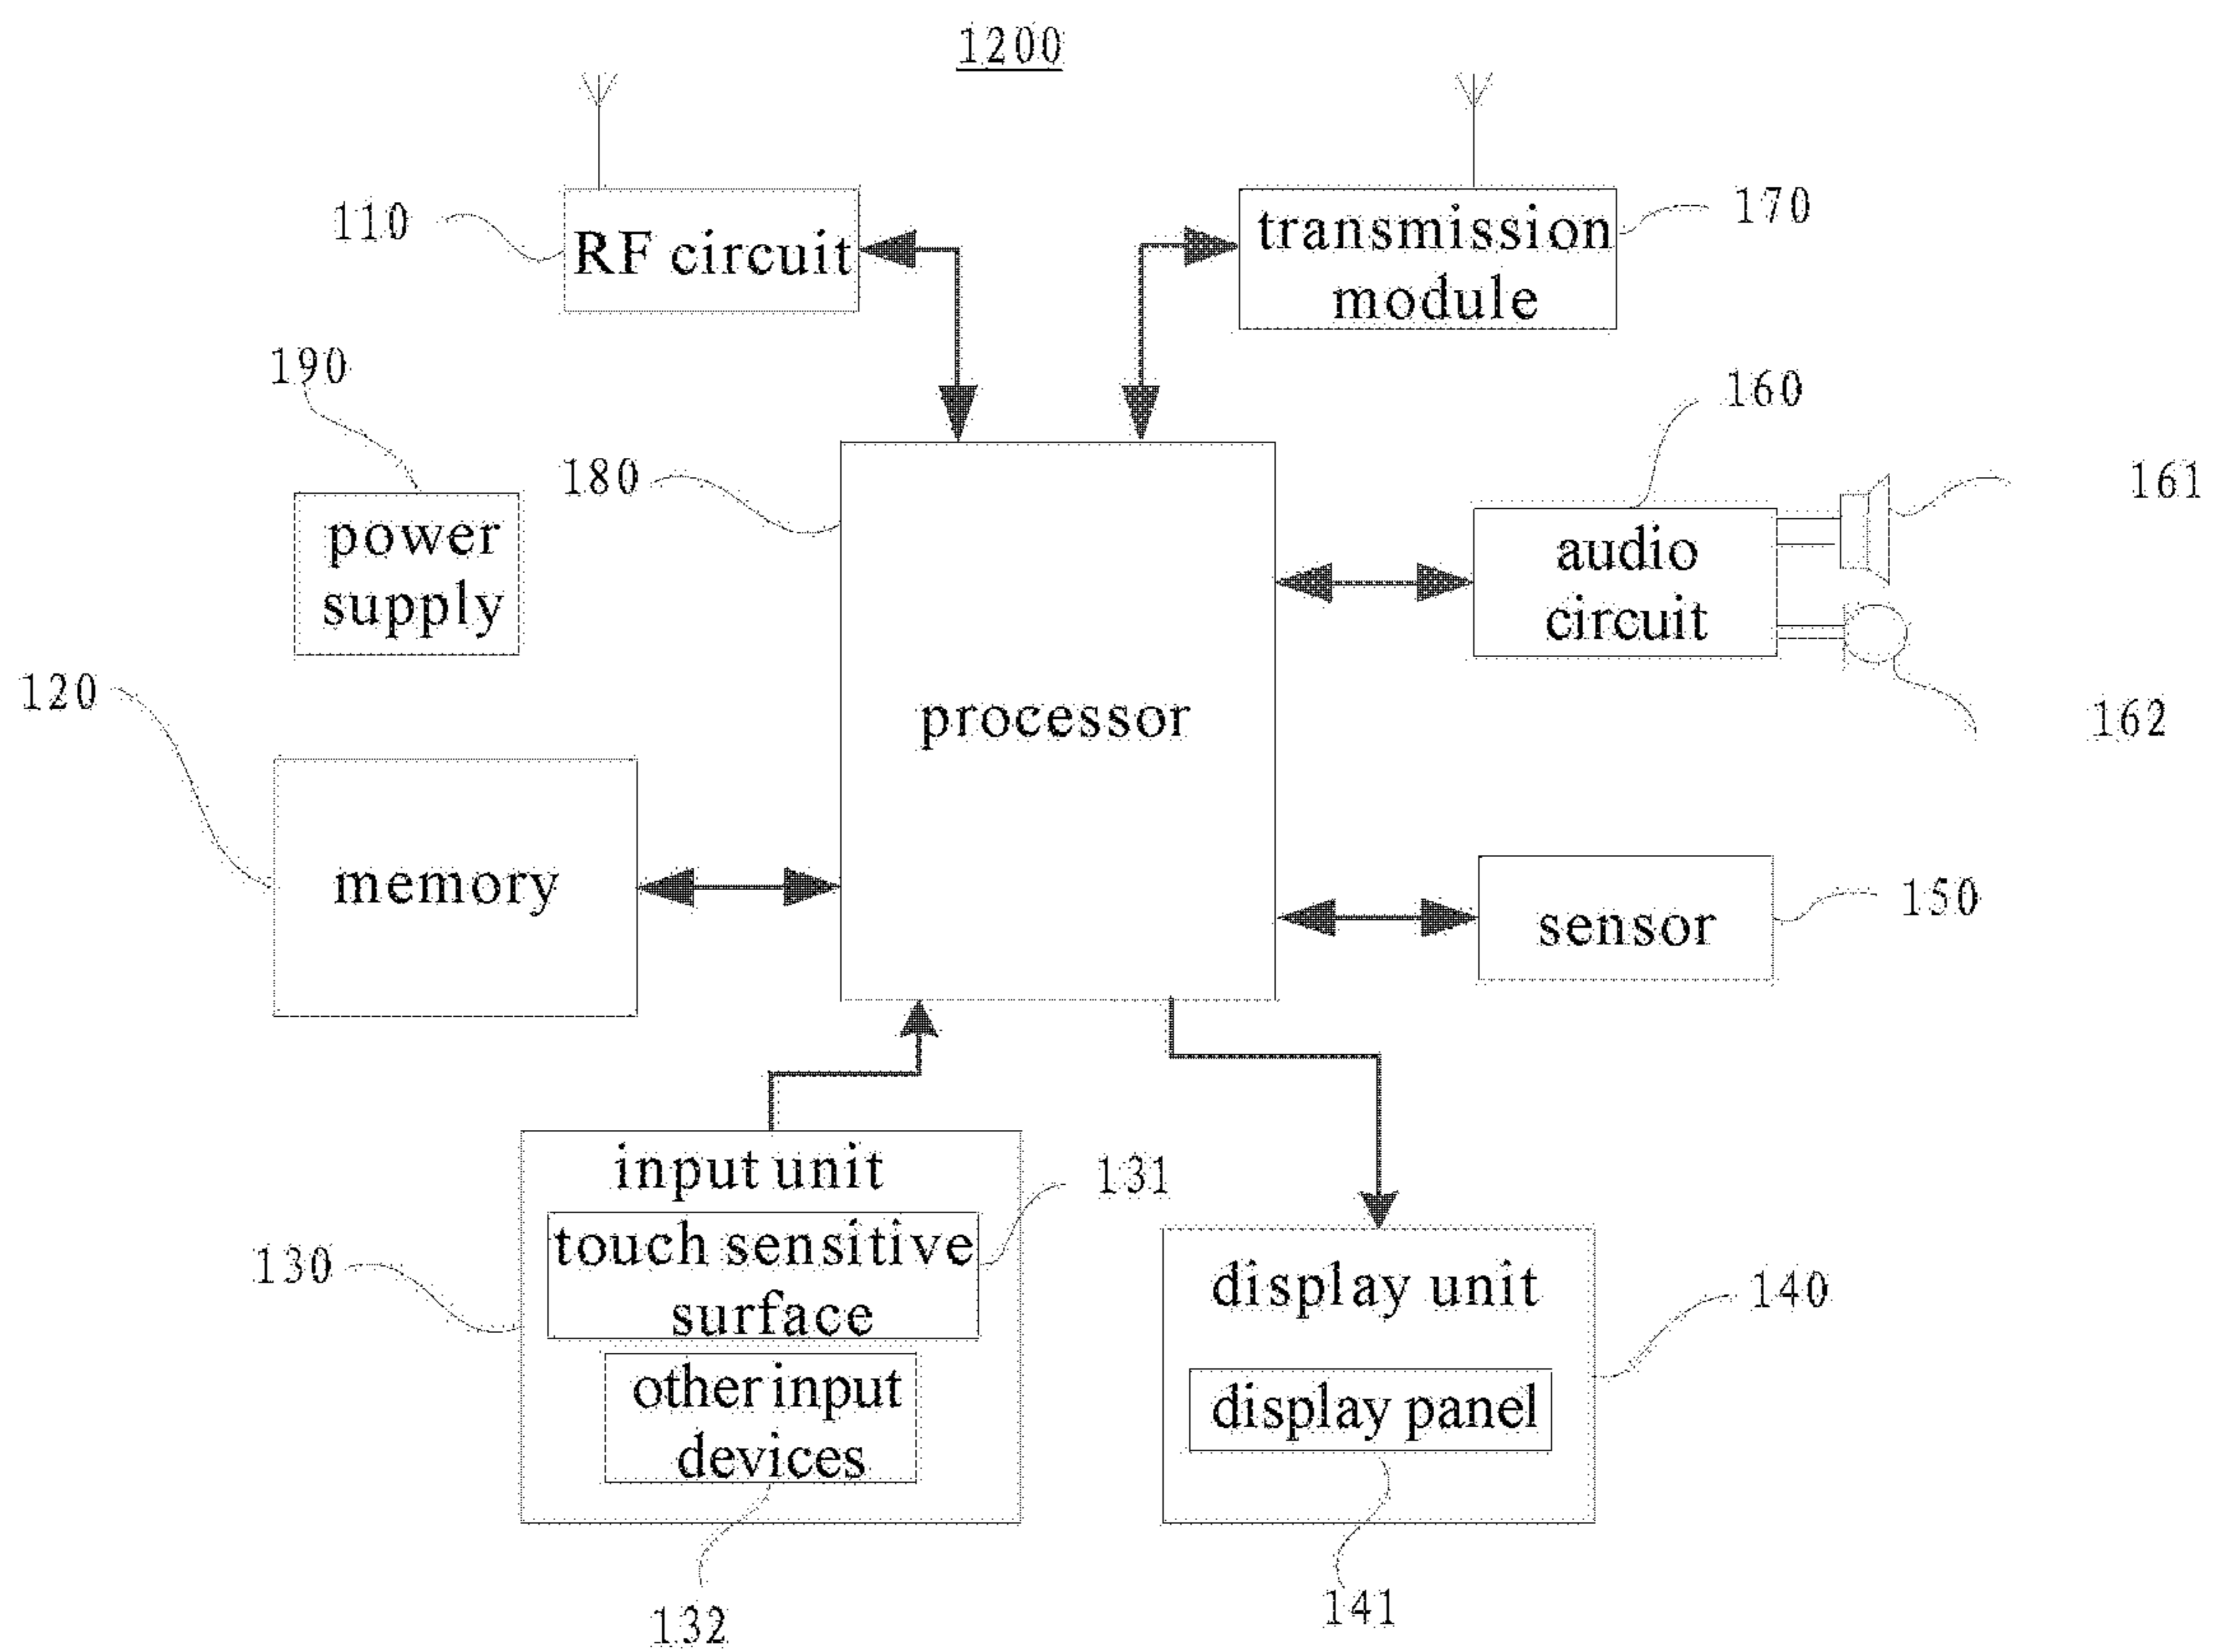 1200
110
RF circuit
transmission
module
170
190
power
supply
180
processor
160
audio
circuit
161
162
120
memory
sensor
150
input unit
131
touch sensitive
surface
130
other input
devices
132
display unit
140
display panel
141